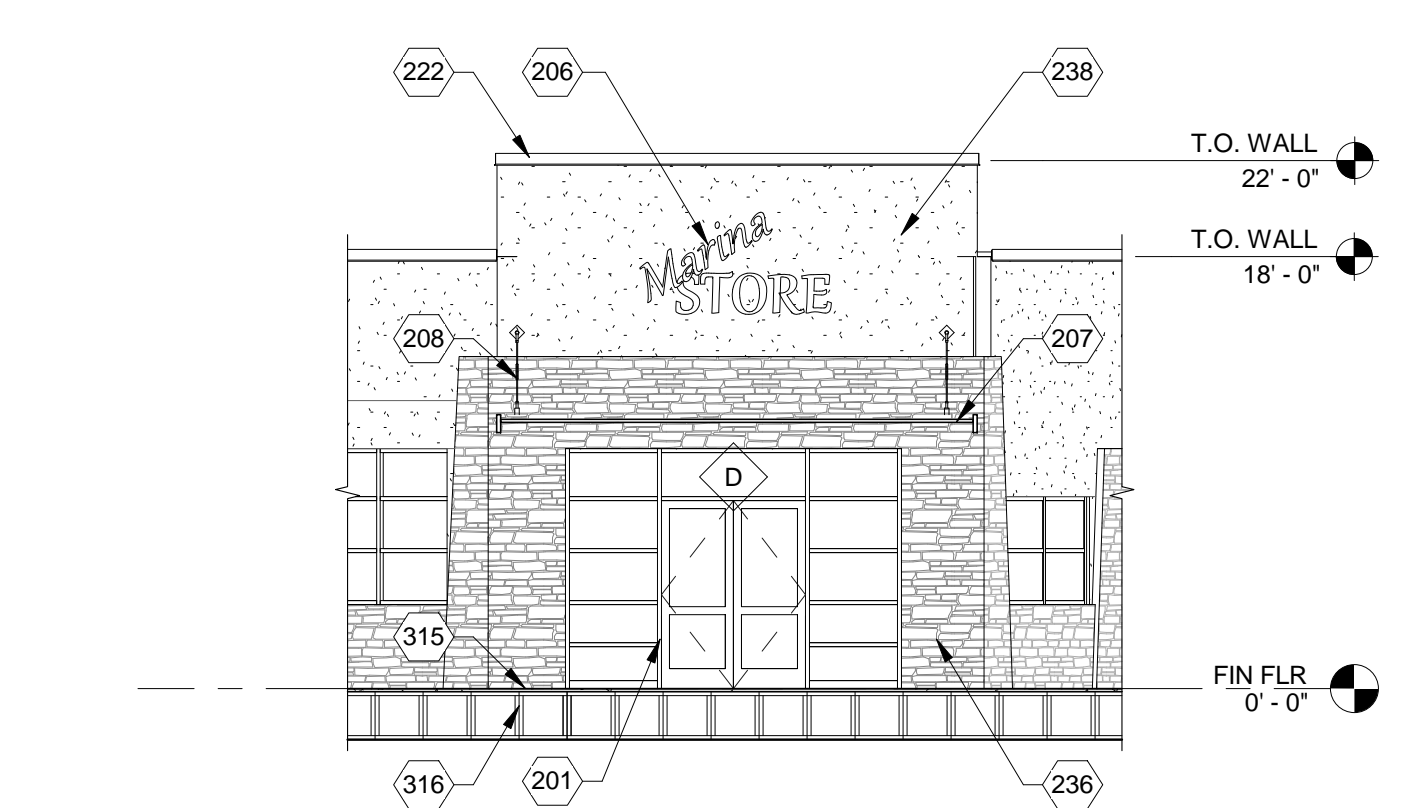 222
206
238
T.O. WALL
22' - 0"
T.O. WALL
18' - 0"
Marina
STORE
208
207
D
315
FIN FLR
0' - 0"
316
201
236